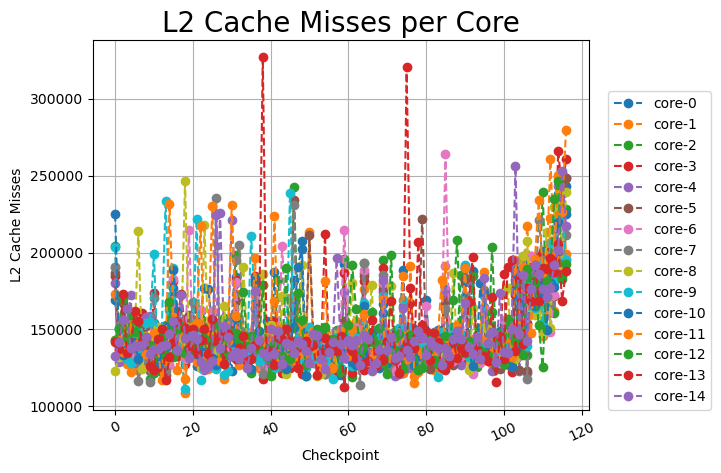 L2 Cache Misses per Core
L2 Cache Misses
300000
250000
200000
150000
100000
0
20
40
60
80
100
120
Checkpoint
core-0
core-1
core-2
core-3
core-4
core-5
core-6
core-7
core-8
core-9
core-10
core-11
core-12
core-13
core-14